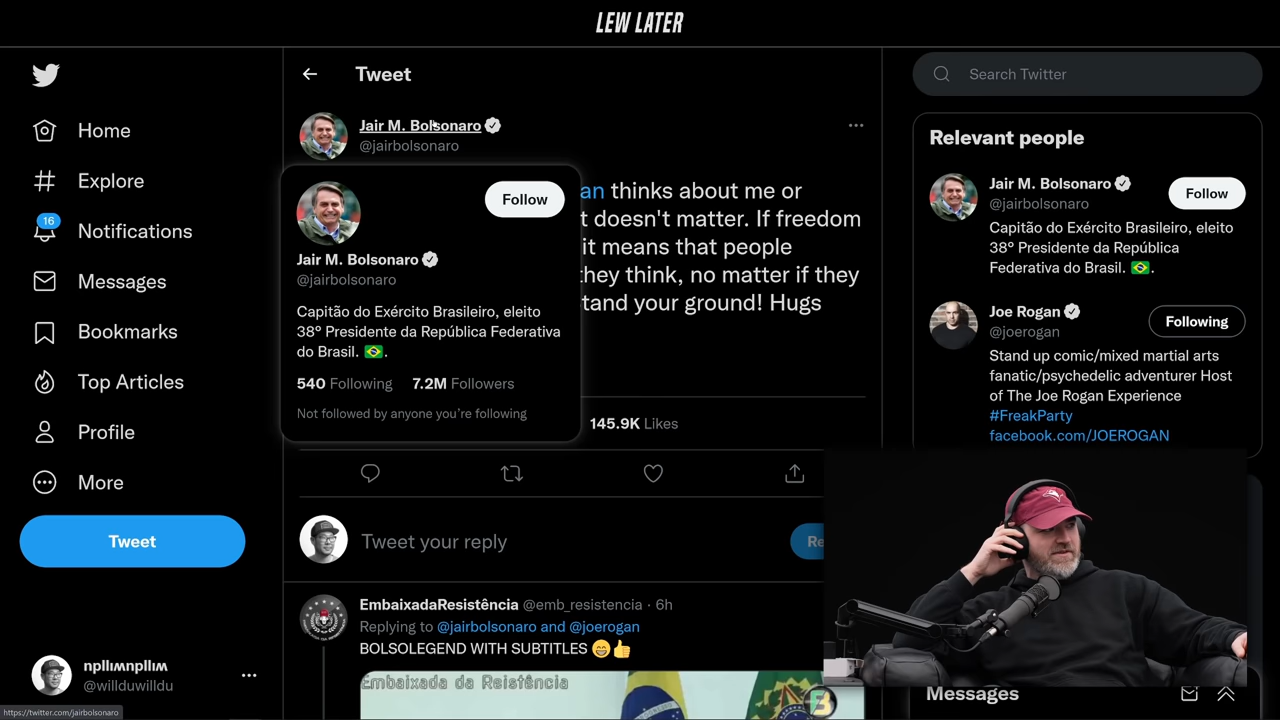 LEW LATER
Home
Explore
16
Notifications
Messages
Bookmarks
Top Articles
Profile
More
Tweet
npllιмnpllιм
@willduwilldu
https://twitter.com/jairbolsonaro
Tweet
Jair M. Bolsonaro
@jairbolsonaro
an thinks about me or
t doesn't matter. If freedom
it means that people
they think, no matter if they
tand your ground! Hugs
Follow
Jair M. Bolsonaro
@jairbolsonaro
Capitão do Exército Brasileiro, eleito
38° Presidente da República Federativa
do Brasil. 🇧🇷.
540 Following 7.2M Followers
Not followed by anyone you're following
145.9K Likes
Tweet your reply
Re
EmbaixadaResistência @emb_resistencia · 6h
Replying to @jairbolsonaro and @joerogan
BOLSOLEGEND WITH SUBTITLES 😁👍
Embaixada da Resistência
Search Twitter
Relevant people
Jair M. Bolsonaro
@jairbolsonaro
Follow
Capitão do Exército Brasileiro, eleito
38° Presidente da República
Federativa do Brasil. 🇧🇷.
Joe Rogan
@joerogan
Following
Stand up comic/mixed martial arts
fanatic/psychedelic adventurer Host
of The Joe Rogan Experience
#FreakParty
facebook.com/JOEROGAN
Messages